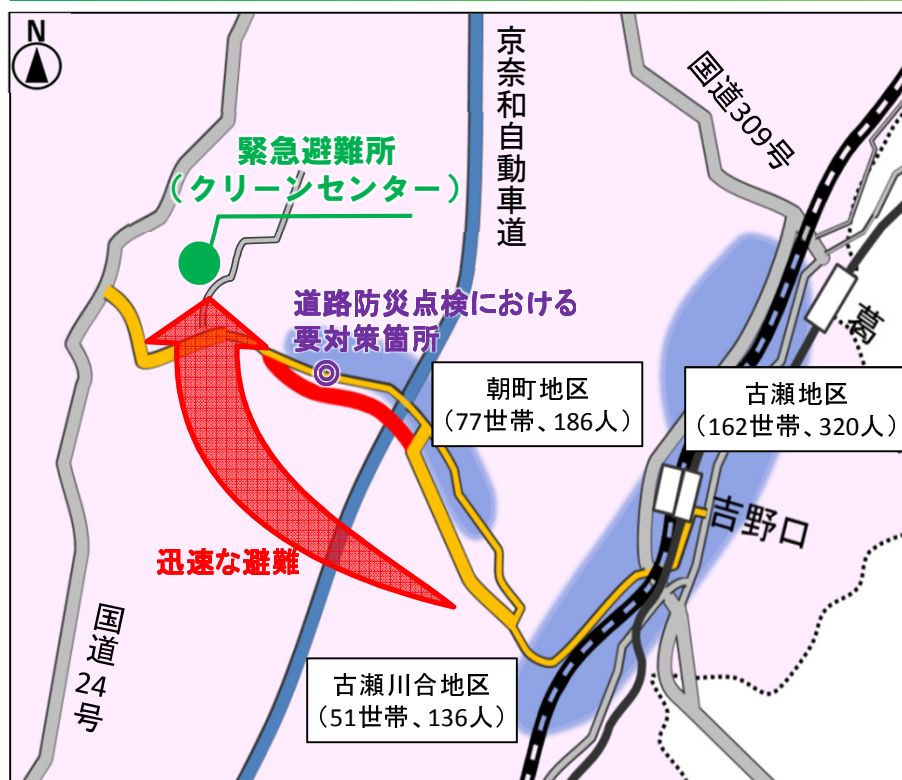 N
京奈和自動車道
国道309号
緊急避難所
（クリーンセンター）
道路防災点検における
要対策箇所
葛
朝町地区
（77世帯、186人）
古瀬地区
（162世帯、320人）
吉野口
迅速な避難
国道24号
古瀬川合地区
（51世帯、136人）